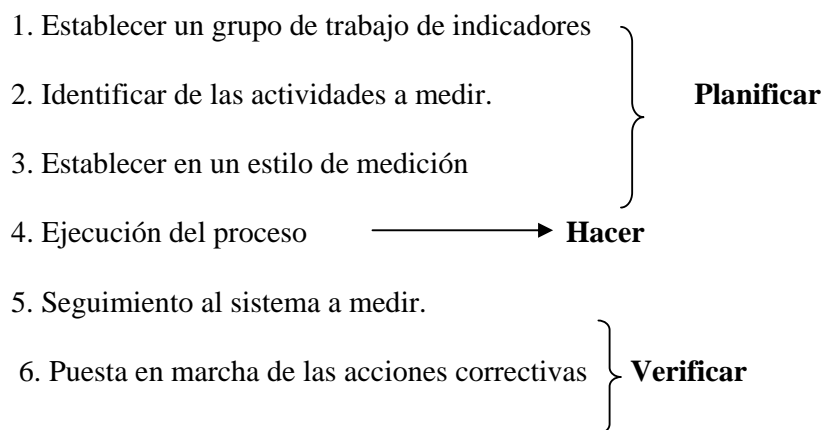 1. Establecer un grupo de trabajo de indicadores
2. Identificar de las actividades a medir. Planificar
3. Establecer en un estilo de medición
4. Ejecución del proceso Hacer
5. Seguimiento al sistema a medir.
6. Puesta en marcha de las acciones correctivas Verificar